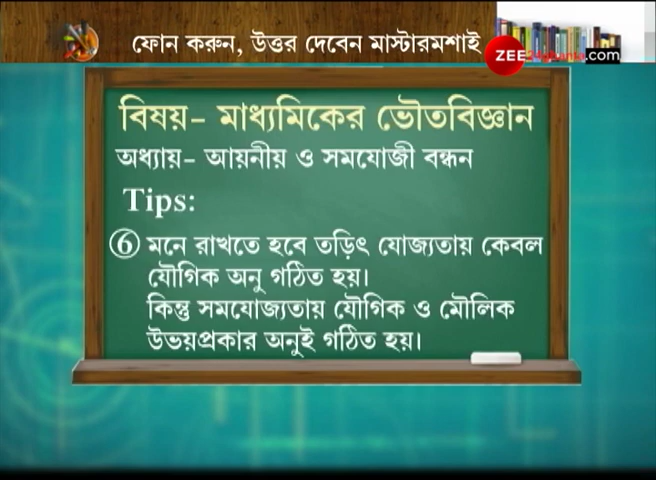 ফোন করুন, উত্তর দেবেন মাস্টারমশাই
ZEE
.com
বিষয়- মাধ্যমিকের ভৌতবিজ্ঞান
অধ্যায়- আয়নীয় ও সমযোজী বন্ধন
Tips:
⑥ মনে রাখতে হবে তড়িৎ যোজ্যতায় কেবল
যৌগিক অনু গঠিত হয়।
কিন্তু সমযোজ্যতায় যৌগিক ও মৌলিক
উভয়প্রকার অনুই গঠিত হয়।